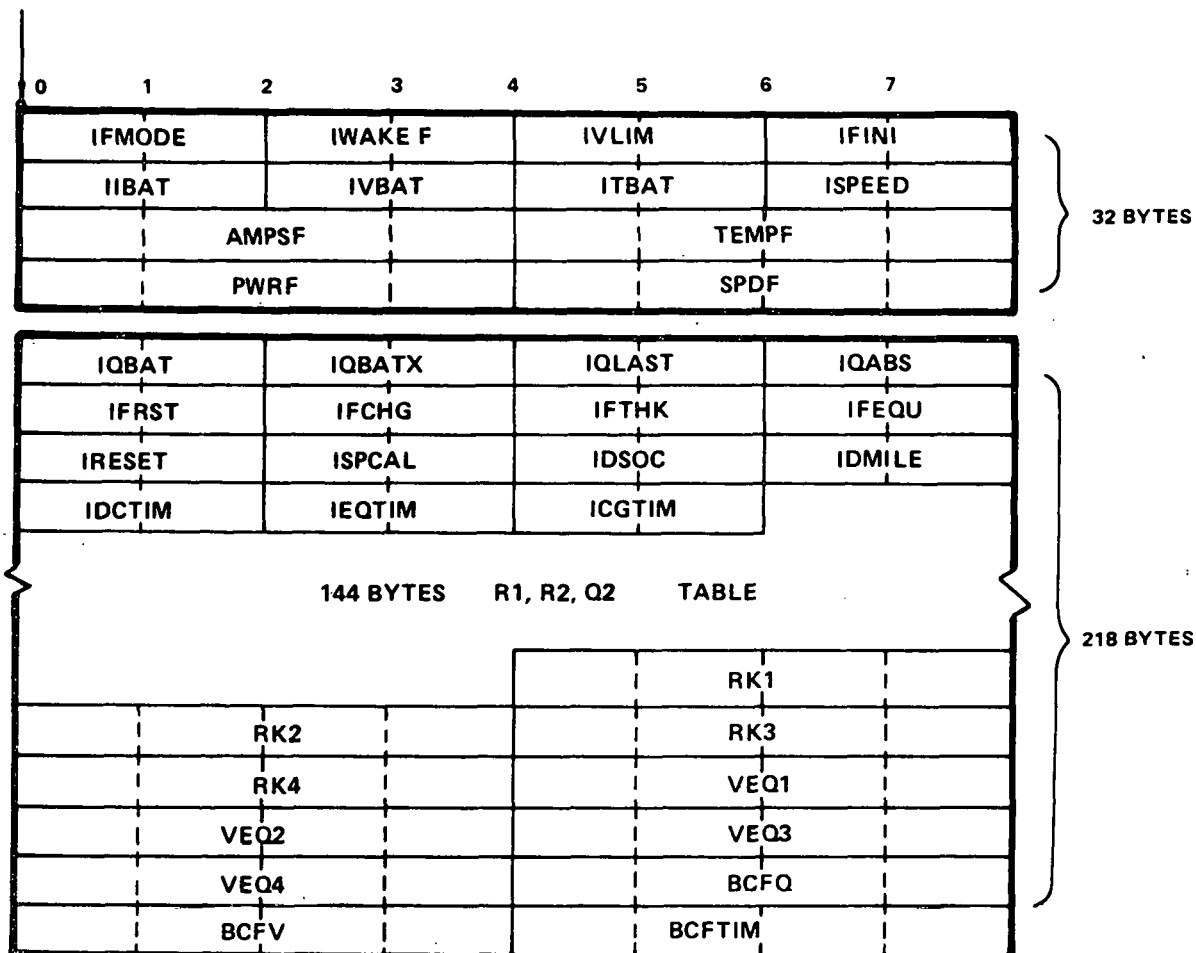 0 1 2 3 4 5 6 7
IFMODE IWAKE F IVLIM IFINI
IIBAT IVBAT ITBAT ISPEED
32 BYTES
AMPSF TEMPF
PWRF SPDF
IQBAT IQBATX IQLAST IQABS
IFRST IFCHG IFTHK IFEQU
IRESET ISPCAL IDSOC IDMILE
IDCTIM IEQTIM ICGTIM
144 BYTES R1, R2, Q2 TABLE
218 BYTES
RK1
RK2 RK3
RK4 VEQ1
VEQ2 VEQ3
VEQ4 BCFQ
BCFV BCFTIM